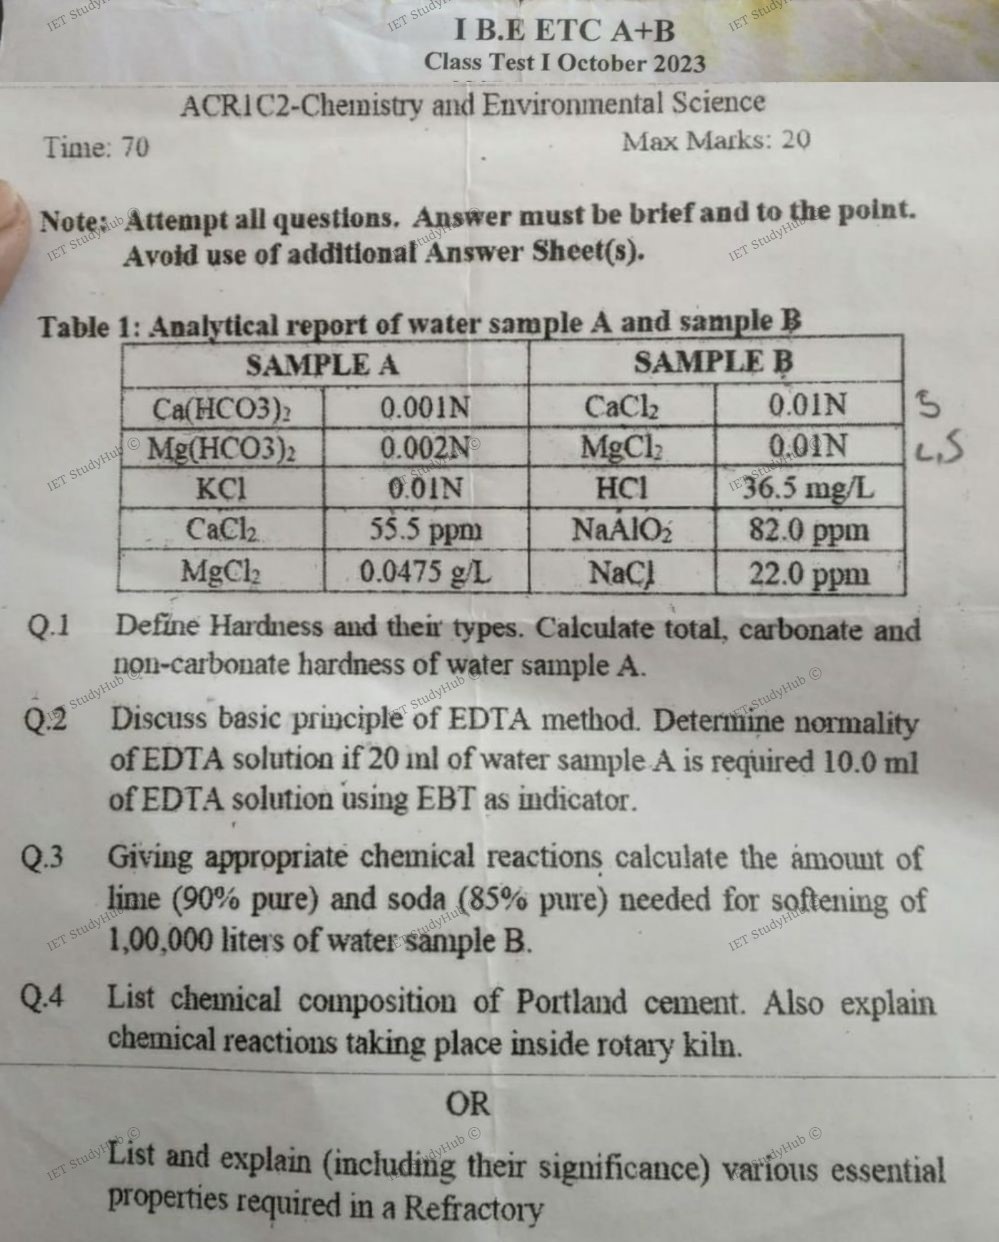 I B.E ETC A+B
Class Test I October 2023
ACR1C2-Chemistry and Environmental Science
Time: 70 Max Marks: 20
Note: Attempt all questions. Answer must be brief and to the point.
Avoid use of additional Answer Sheet(s).
Table 1: Analytical report of water sample A and sample B
SAMPLE A SAMPLE B
Ca(HCO3)₂ 0.001N CaCl₂ 0.01N S
Mg(HCO3)₂ 0.002N MgCl₂ 0.01N L,S
KCl 0.01N HCl 36.5 mg/L
CaCl₂ 55.5 ppm NaAlO₂ 82.0 ppm
MgCl₂ 0.0475 g/L NaCl 22.0 ppm
Q.1 Define Hardness and their types. Calculate total, carbonate and
non-carbonate hardness of water sample A.
Q.2 Discuss basic principle of EDTA method. Determine normality
of EDTA solution if 20 ml of water sample A is required 10.0 ml
of EDTA solution using EBT as indicator.
Q.3 Giving appropriate chemical reactions calculate the amount of
lime (90% pure) and soda (85% pure) needed for softening of
1,00,000 liters of water sample B.
Q.4 List chemical composition of Portland cement. Also explain
chemical reactions taking place inside rotary kiln.
OR
List and explain (including their significance) various essential
properties required in a Refractory
IET StudyHub ©